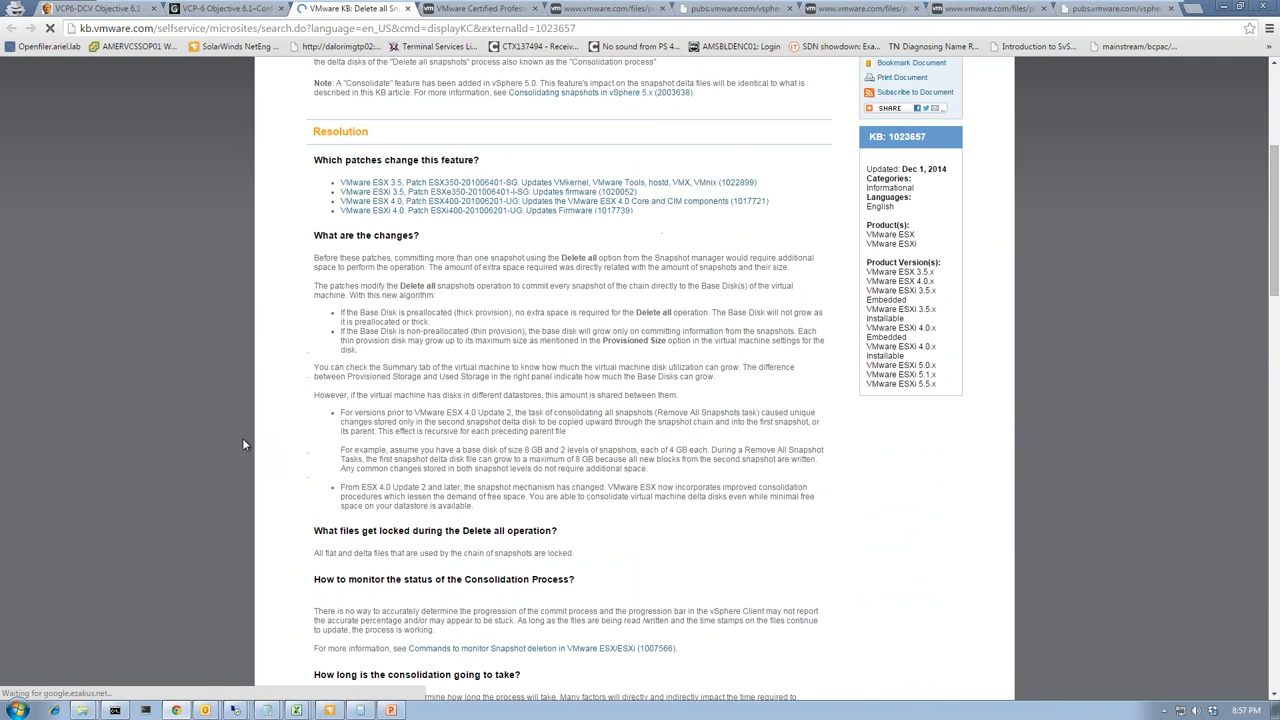 VCP6-DCV Objective 6.1
VCP-6 Objective 6.1–Conf
VMware KB: Delete all Sn
VMware Certified Profess
www.vmware.com/files/p
pubs.vmware.com/vsphe
www.vmware.com/files/p
www.vmware.com/files/p
pubs.vmware.com/vsph
kb.vmware.com/selfservice/microsites/search.do?language=en_US&cmd=displayKC&externalId=1023657
Openfiler.ariel.com
AMERVCSSOP01 W
SolarWinds NetEng
http://dalorimgtp02:
Terminal Services Li
CTX137494 - Receiv
No sound from PS 4
AMSBLDENC01: Login
SDN showdown: Exa
Diagnosing Name R
Introduction to SvS
mainstream/bcpac/
the delta disks of the "Delete all snapshots" process also known as the "Consolidation process"
Note: A "Consolidate" feature has been added in vSphere 5.0. This feature's impact on the snapshot delta files will be identical to what is
described in this KB article. For more information, see Consolidating snapshots in vSphere 5.x (2003638).
Resolution
Which patches change this feature?
VMware ESX 3.5, Patch ESX350-201006401-SG: Updates VMkernel, VMware Tools, hostd, VMX, VMnix (1022899)
VMware ESXi 3.5, Patch ESXe350-201006401-I-SG: Updates firmware (1020052)
VMware ESX 4.0, Patch ESX400-201006201-UG: Updates the VMware ESX 4.0 Core and CIM components (1017721)
VMware ESXi 4.0, Patch ESXi400-201006201-UG: Updates Firmware (1017739)
What are the changes?
Before these patches, committing more than one snapshot using the Delete all option from the Snapshot manager would require additional
space to perform the operation. The amount of extra space required was directly related with the amount of snapshots and their size.
The patches modify the Delete all snapshots operation to commit every snapshot of the chain directly to the Base Disk(s) of the virtual
machine. With this new algorithm:
If the Base Disk is preallocated (thick provision), no extra space is required for the Delete all operation. The Base Disk will not grow as
it is preallocated or thick.
If the Base Disk is non-preallocated (thin provision), the base disk will grow only on committing information from the snapshots. Each
thin provision disk may grow up to its maximum size as mentioned in the Provisioned Size option in the virtual machine settings for the
disk.
You can check the Summary tab of the virtual machine to know how much the virtual machine disk utilization can grow. The difference
between Provisioned Storage and Used Storage in the right panel indicate how much the Base Disks can grow.
However, if the virtual machine has disks in different datastores, this amount is shared between them.
For versions prior to VMware ESX 4.0 Update 2, the task of consolidating all snapshots (Remove All Snapshots task) caused unique
changes stored only in the second snapshot delta disk to be copied upward through the snapshot chain and into the first snapshot, or
its parent. This effect is recursive for each preceding parent file
For example, assume you have a base disk of size 8 GB and 2 levels of snapshots, each of 4 GB each. During a Remove All Snapshot
Tasks, the first snapshot delta disk file can grow to a maximum of 8 GB because all new blocks from the second snapshot are written.
Any common changes stored in both snapshot levels do not require additional space.
From ESX 4.0 Update 2 and later, the snapshot mechanism has changed. VMware ESX now incorporates improved consolidation
procedures which lessen the demand of free space. You are able to consolidate virtual machine delta disks even while minimal free
space on your datastore is available.
What files get locked during the Delete all operation?
All flat and delta files that are used by the chain of snapshots are locked.
How to monitor the status of the Consolidation Process?
There is no way to accurately determine the progression of the commit process and the progression bar in the vSphere Client may not report
the accurate percentage and/or may appear to be stuck. As long as the files are being read /written and the time stamps on the files continue
to update, the process is working.
For more information, see Commands to monitor Snapshot deletion in VMware ESX/ESXi (1007566).
How long is the consolidation going to take?
ermine how long the process will take. Many factors will directly and indirectly impact the time required to
Bookmark Document
Print Document
Subscribe to Document
SHARE
KB: 1023657
Updated: Dec 1, 2014
Categories:
Informational
Languages:
English
Product(s):
VMware ESX
VMware ESXi
Product Version(s):
VMware ESX 3.5.x
VMware ESX 4.0.x
VMware ESXi 3.5.x
Embedded
VMware ESXi 3.5.x
Installable
VMware ESXi 4.0.x
Embedded
VMware ESXi 4.0.x
Installable
VMware ESXi 5.0.x
VMware ESXi 5.1.x
VMware ESXi 5.5.x
Waiting for google.ezakus.net...
8:57 PM